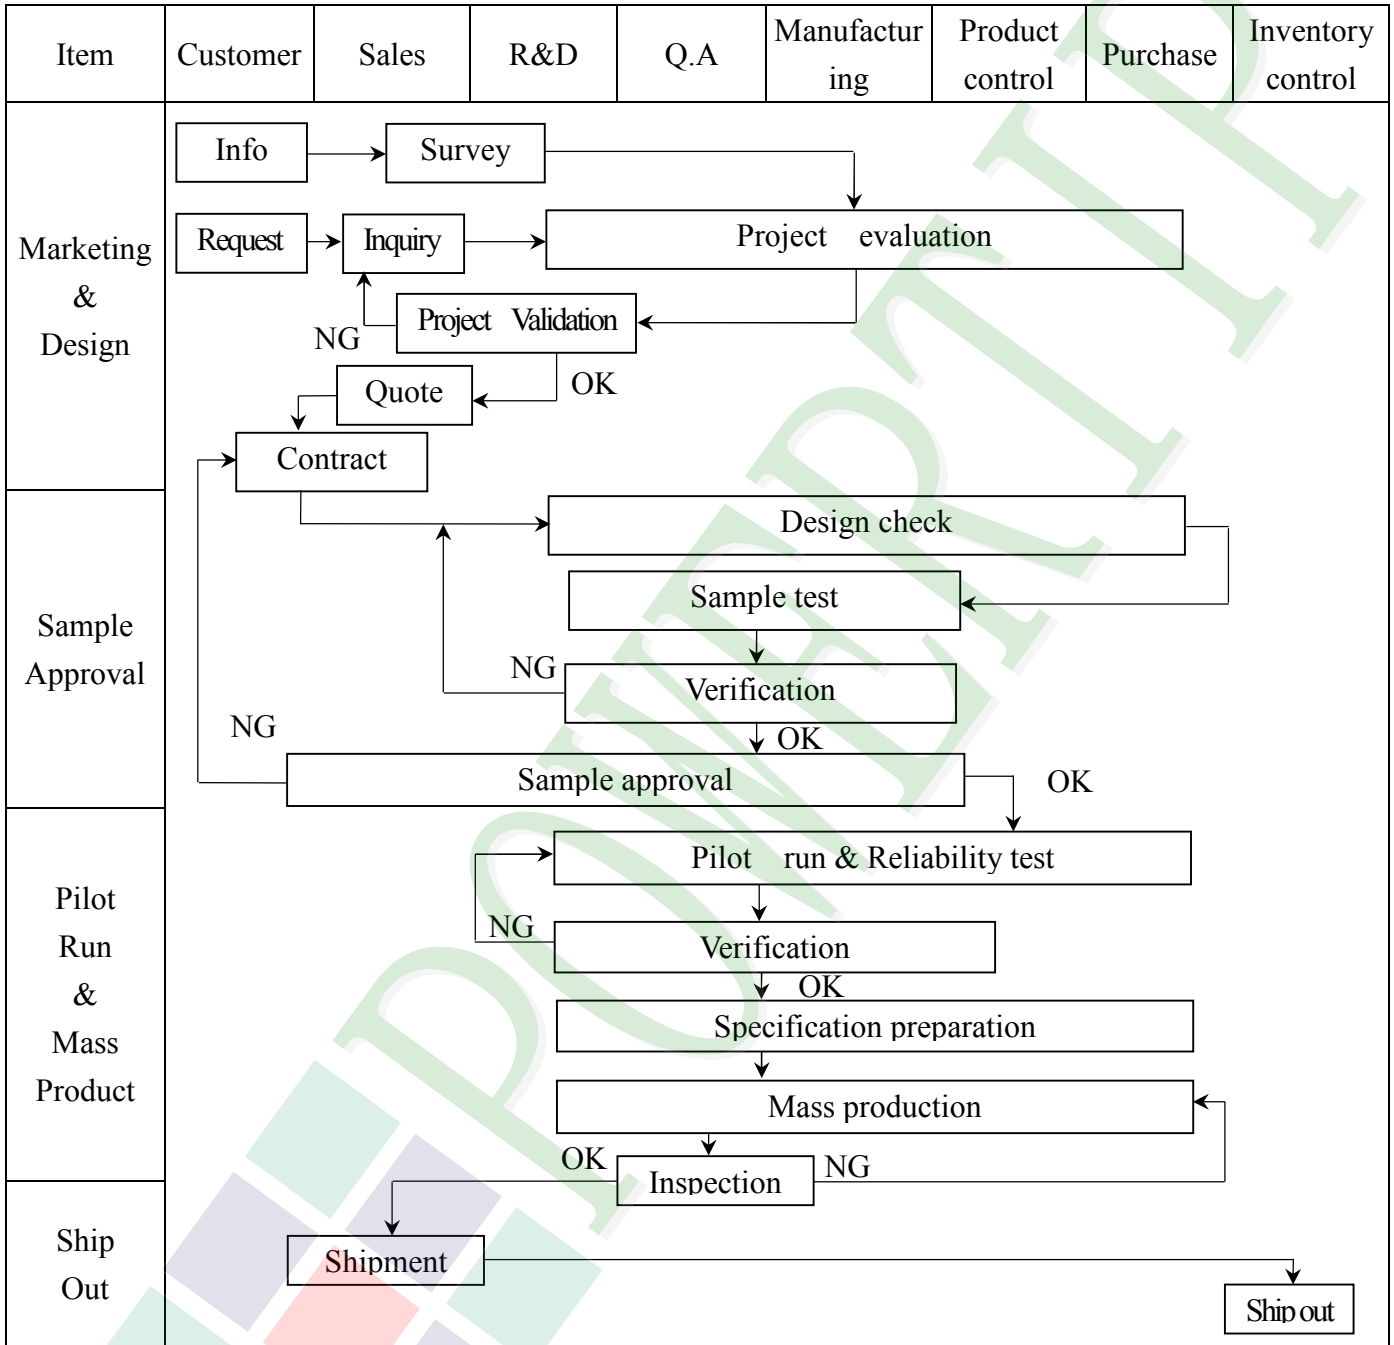 Item Customer Sales R&D Q.A Manufactur
ing Product
control Purchase Inventory
control
Marketing
&
Design
Info Survey
Request Inquiry Project evaluation
NG Project Validation
Quote OK
Contract
Sample
Approval
Design check
Sample test
NG Verification
NG OK
Sample approval OK
Pilot
Run
&
Mass
Product
Pilot run & Reliability test
NG Verification
OK
Specification preparation
Mass production
OK Inspection NG
Ship
Out
Shipment
Ship out
POWERTIP